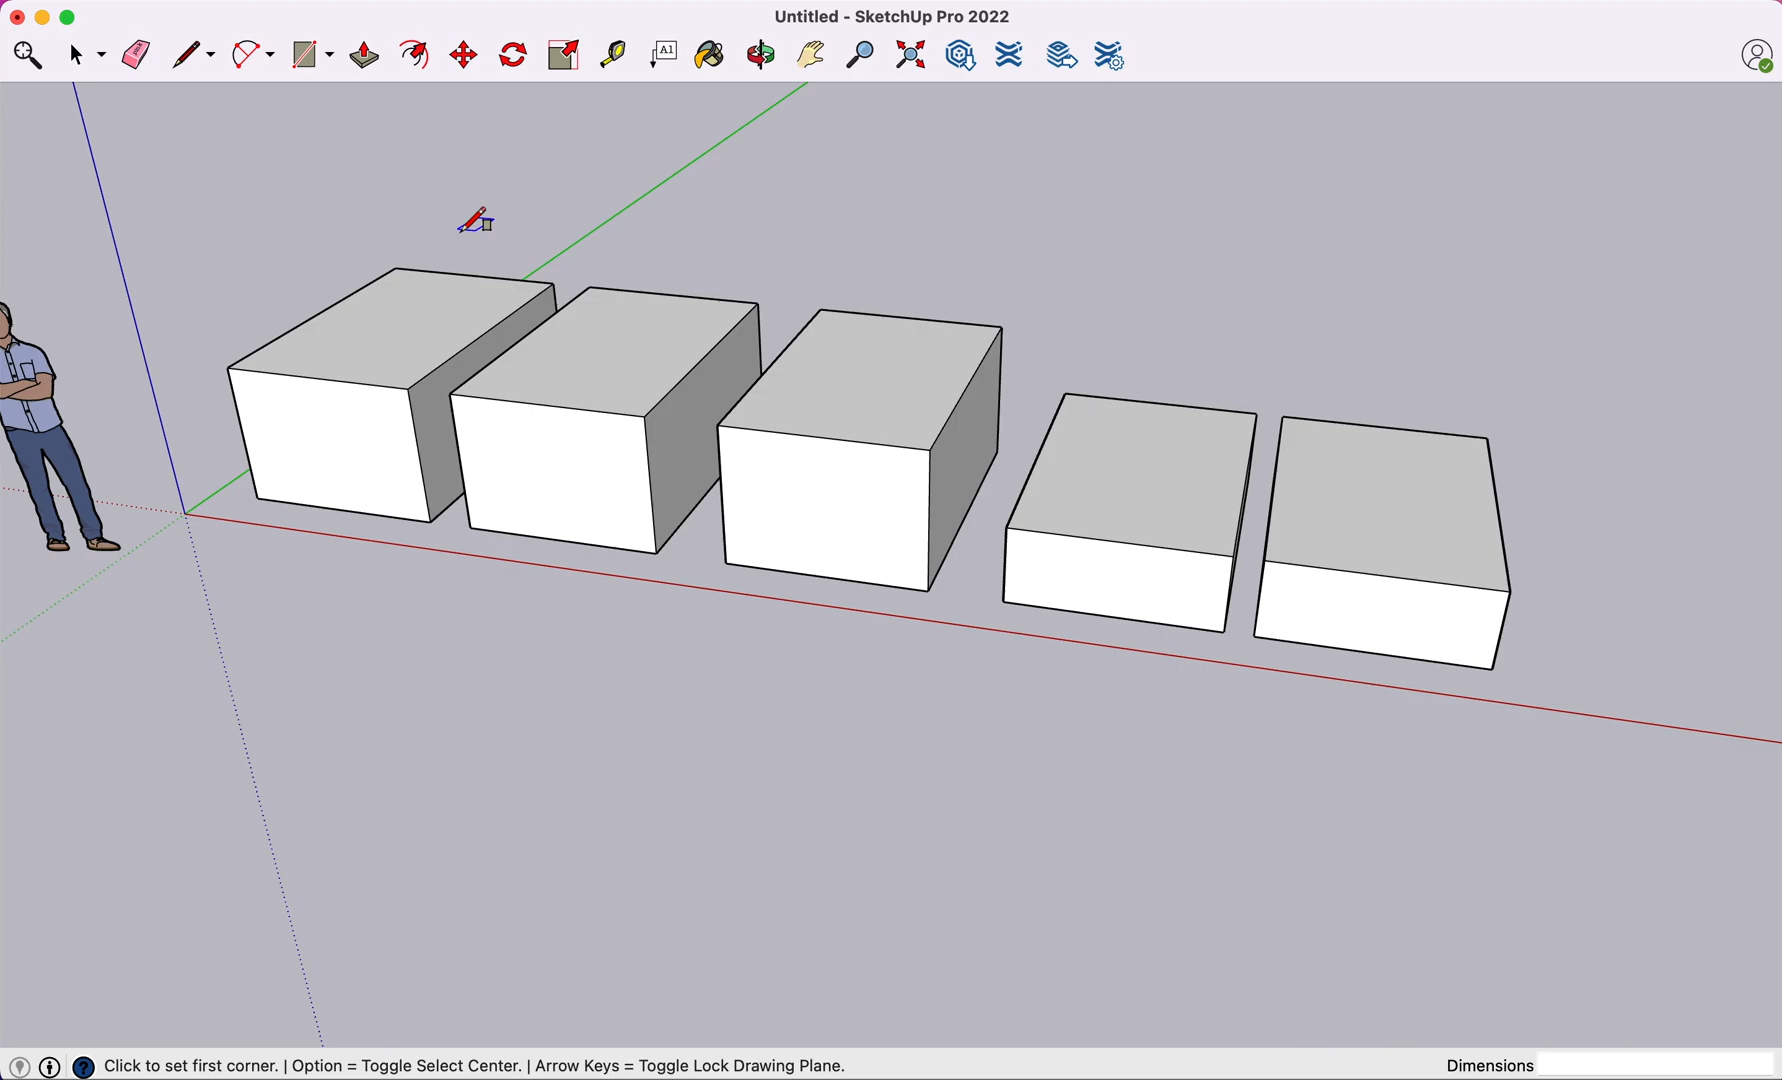 Untitled - SketchUp Pro 2022
A1
Click to set first corner. | Option = Toggle Select Center. | Arrow Keys = Toggle Lock Drawing Plane.
Dimensions